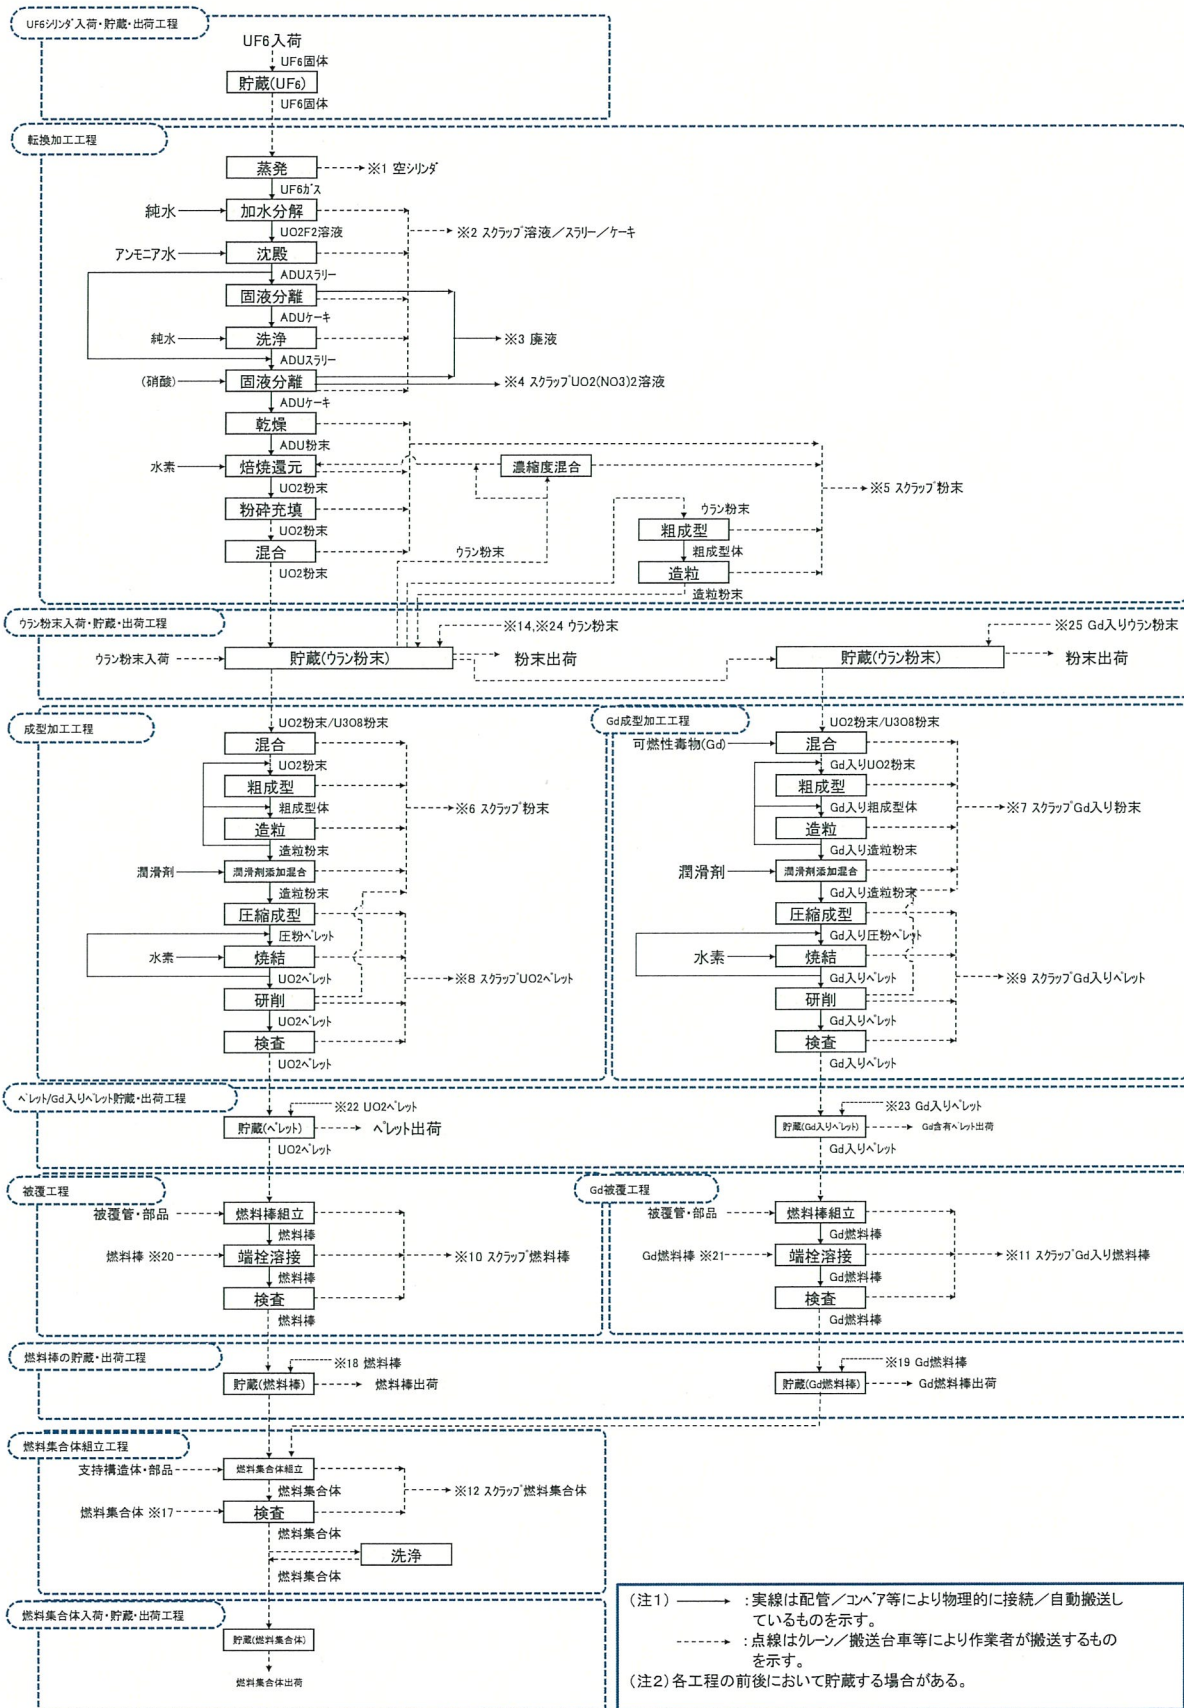 UF6シリンダ入荷・貯蔵・出荷工程
UF6入荷
UF6固体
貯蔵(UF6)
UF6固体
転換加工工程
蒸発
※1 空シリンダ
UF6ガス
純水
加水分解
UO2F2溶液
※2 スクラップ溶液／スラリー／ケーキ
アンモニア水
沈殿
ADUスラリー
固液分離
ADUケーキ
純水
洗浄
※3 廃液
ADUスラリー
(硝酸)
固液分離
※4 スクラップUO2(NO3)2溶液
ADUケーキ
乾燥
ADU粉末
水素
焙焼還元
濃縮度混合
※5 スクラップ粉末
UO2粉末
粉砕充填
ウラン粉末
粗成型
UO2粉末
混合
ウラン粉末
粗成型体
造粒
UO2粉末
造粒粉末
ウラン粉末入荷・貯蔵・出荷工程
※14,※24 ウラン粉末
※25 Gd入りウラン粉末
ウラン粉末入荷
貯蔵(ウラン粉末)
粉末出荷
貯蔵(ウラン粉末)
粉末出荷
成型加工工程
UO2粉末/U3O8粉末
混合
UO2粉末
粗成型
粗成型体
※6 スクラップ粉末
造粒
造粒粉末
潤滑剤
潤滑剤添加混合
造粒粉末
圧縮成型
圧粉ペレット
水素
焼結
UO2ペレット
※8 スクラップUO2ペレット
研削
UO2ペレット
検査
UO2ペレット
Gd成型加工工程
UO2粉末/U3O8粉末
可燃性毒物(Gd)
混合
Gd入りUO2粉末
粗成型
Gd入り粗成型体
※7 スクラップGd入り粉末
造粒
Gd入り造粒粉末
潤滑剤
潤滑剤添加混合
Gd入り造粒粉末
圧縮成型
Gd入り圧粉ペレット
水素
焼結
Gd入りペレット
※9 スクラップGd入りペレット
研削
Gd入りペレット
検査
Gd入りペレット
ペレット/Gd入りペレット貯蔵・出荷工程
※22 UO2ペレット
貯蔵(ペレット)
ペレット出荷
UO2ペレット
※23 Gd入りペレット
貯蔵(Gd入りペレット)
Gd含有ペレット出荷
Gd入りペレット
被覆工程
被覆管・部品
燃料棒組立
燃料棒
燃料棒 ※20
端栓溶接
※10 スクラップ燃料棒
燃料棒
検査
燃料棒
Gd被覆工程
被覆管・部品
燃料棒組立
Gd燃料棒
Gd燃料棒 ※21
端栓溶接
※11 スクラップGd入り燃料棒
Gd燃料棒
検査
Gd燃料棒
燃料棒の貯蔵・出荷工程
※18 燃料棒
貯蔵(燃料棒)
燃料棒出荷
※19 Gd燃料棒
貯蔵(Gd燃料棒)
Gd燃料棒出荷
燃料集合体組立工程
支持構造体・部品
燃料集合体組立
燃料集合体
※12 スクラップ燃料集合体
燃料集合体 ※17
検査
燃料集合体
洗浄
燃料集合体
燃料集合体入荷・貯蔵・出荷工程
貯蔵(燃料集合体)
燃料集合体出荷
(注1) :実線は配管／コンベア等により物理的に接続／自動搬送し
ているものを示す。
:点線はクレーン／搬送台車等により作業者が搬送するもの
を示す。
(注2)各工程の前後において貯蔵する場合がある。